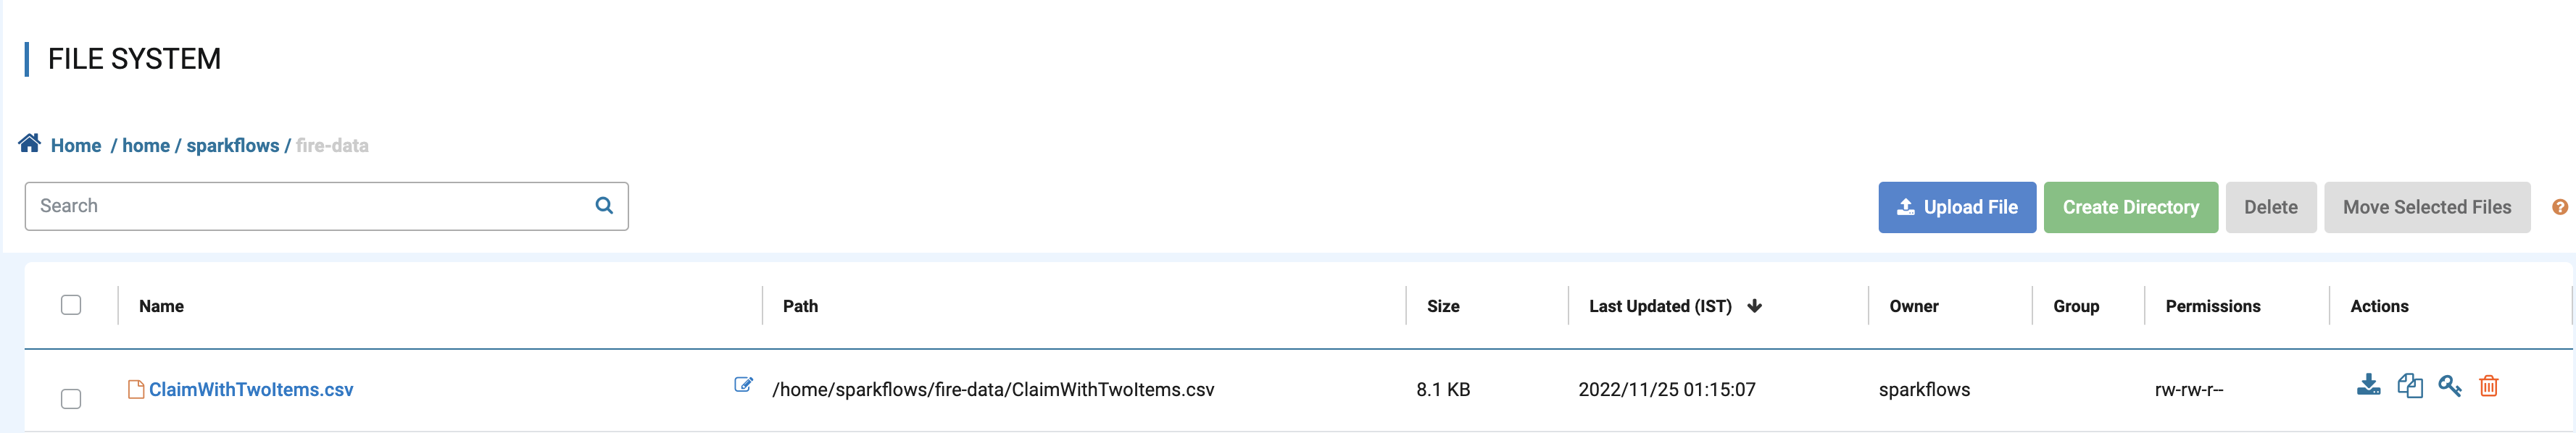 FILE SYSTEM
Home / home / sparkflows / fire-data
Search
Upload File
Create Directory
Delete
Move Selected Files
Name Path Size Last Updated (IST) Owner Group Permissions Actions
ClaimWithTwoItems.csv /home/sparkflows/fire-data/ClaimWithTwoItems.csv 8.1 KB 2022/11/25 01:15:07 sparkflows rw-rw-r--